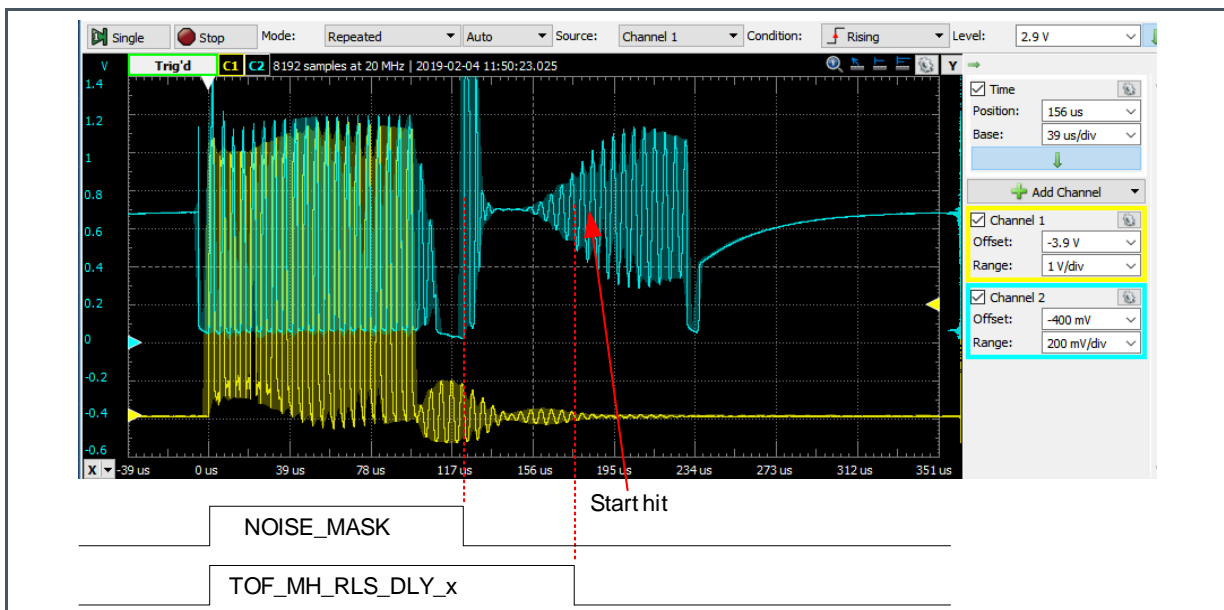 Single Stop Mode: Repeated Auto Source: Channel 1 Condition: Rising Level: 2.9 V
V Trig'd C1 C2 8192 samples at 20 MHz | 2019-02-04 11:50:23.025 Y
1.4
1.2
1
0.8
0.6
0.4
0.2
0
-0.2
-0.4
-0.6
X -39 us 0 us 39 us 78 us 117 us 156 us 195 us 234 us 273 us 312 us 351 us
Time
Position: 156 us
Base: 39 us/div
Add Channel
Channel 1
Offset: -3.9 V
Range: 1 V/div
Channel 2
Offset: -400 mV
Range: 200 mV/div
Start hit
NOISE_MASK
TOF_MH_RLS_DLY_x